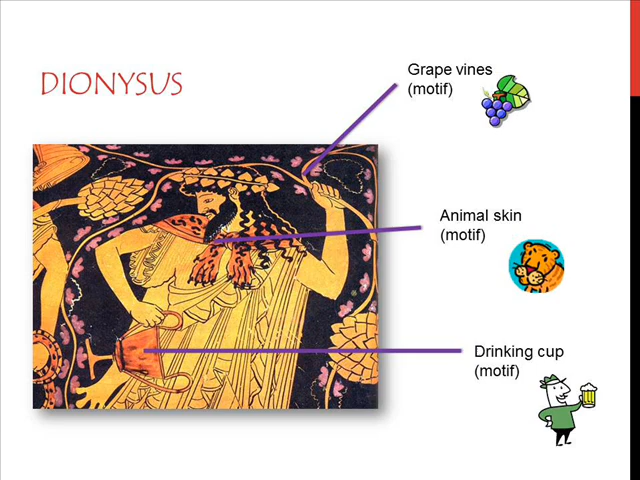 DIONYSUS
Grape vines
(motif)
Animal skin
(motif)
Drinking cup
(motif)